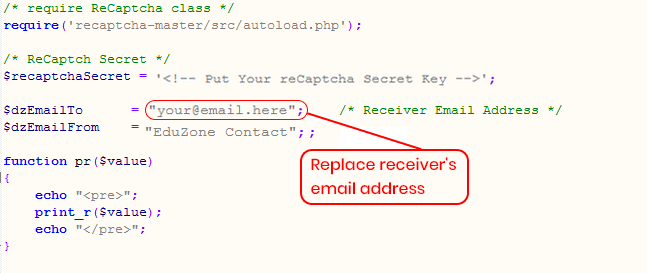 /* require ReCaptcha class */
require('recaptcha-master/src/autoload.php');
/* ReCaptch Secret */
$recaptchaSecret = '<!-- Put Your reCaptcha Secret Key -->';
$dzEmailTo = "your@email.here"; /* Receiver Email Address */
$dzEmailFrom = "EduZone Contact";;
Replace receiver's
email address
function pr($value)
{
echo "<pre>";
print_r($value);
echo "</pre>";
}